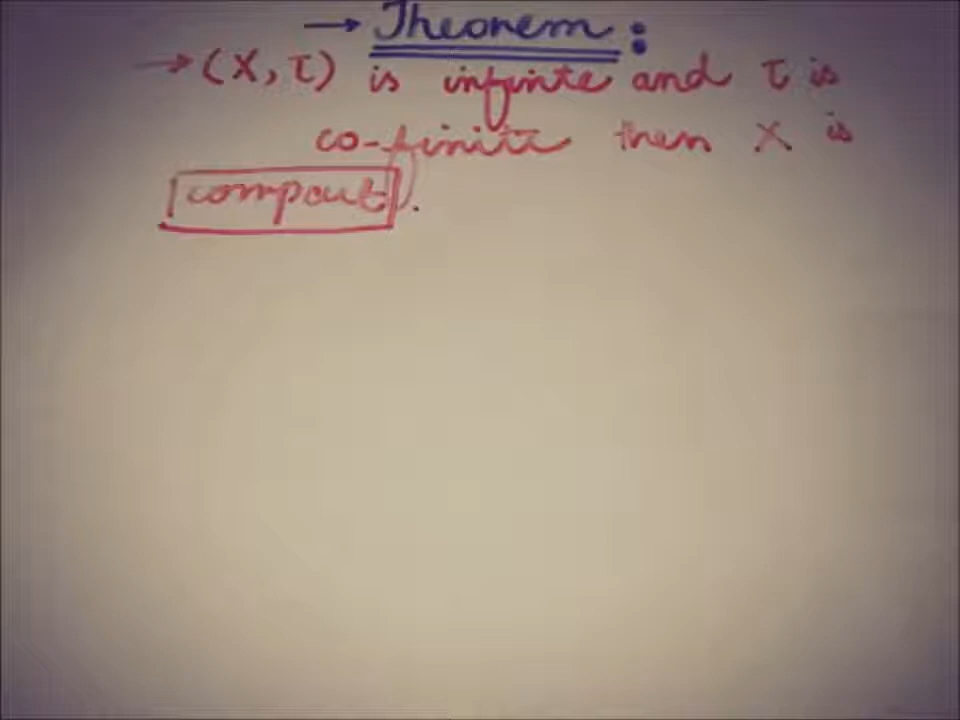 → Theorem :
→ (X, τ) is infinite and τ is
co-finite then X is
compact.